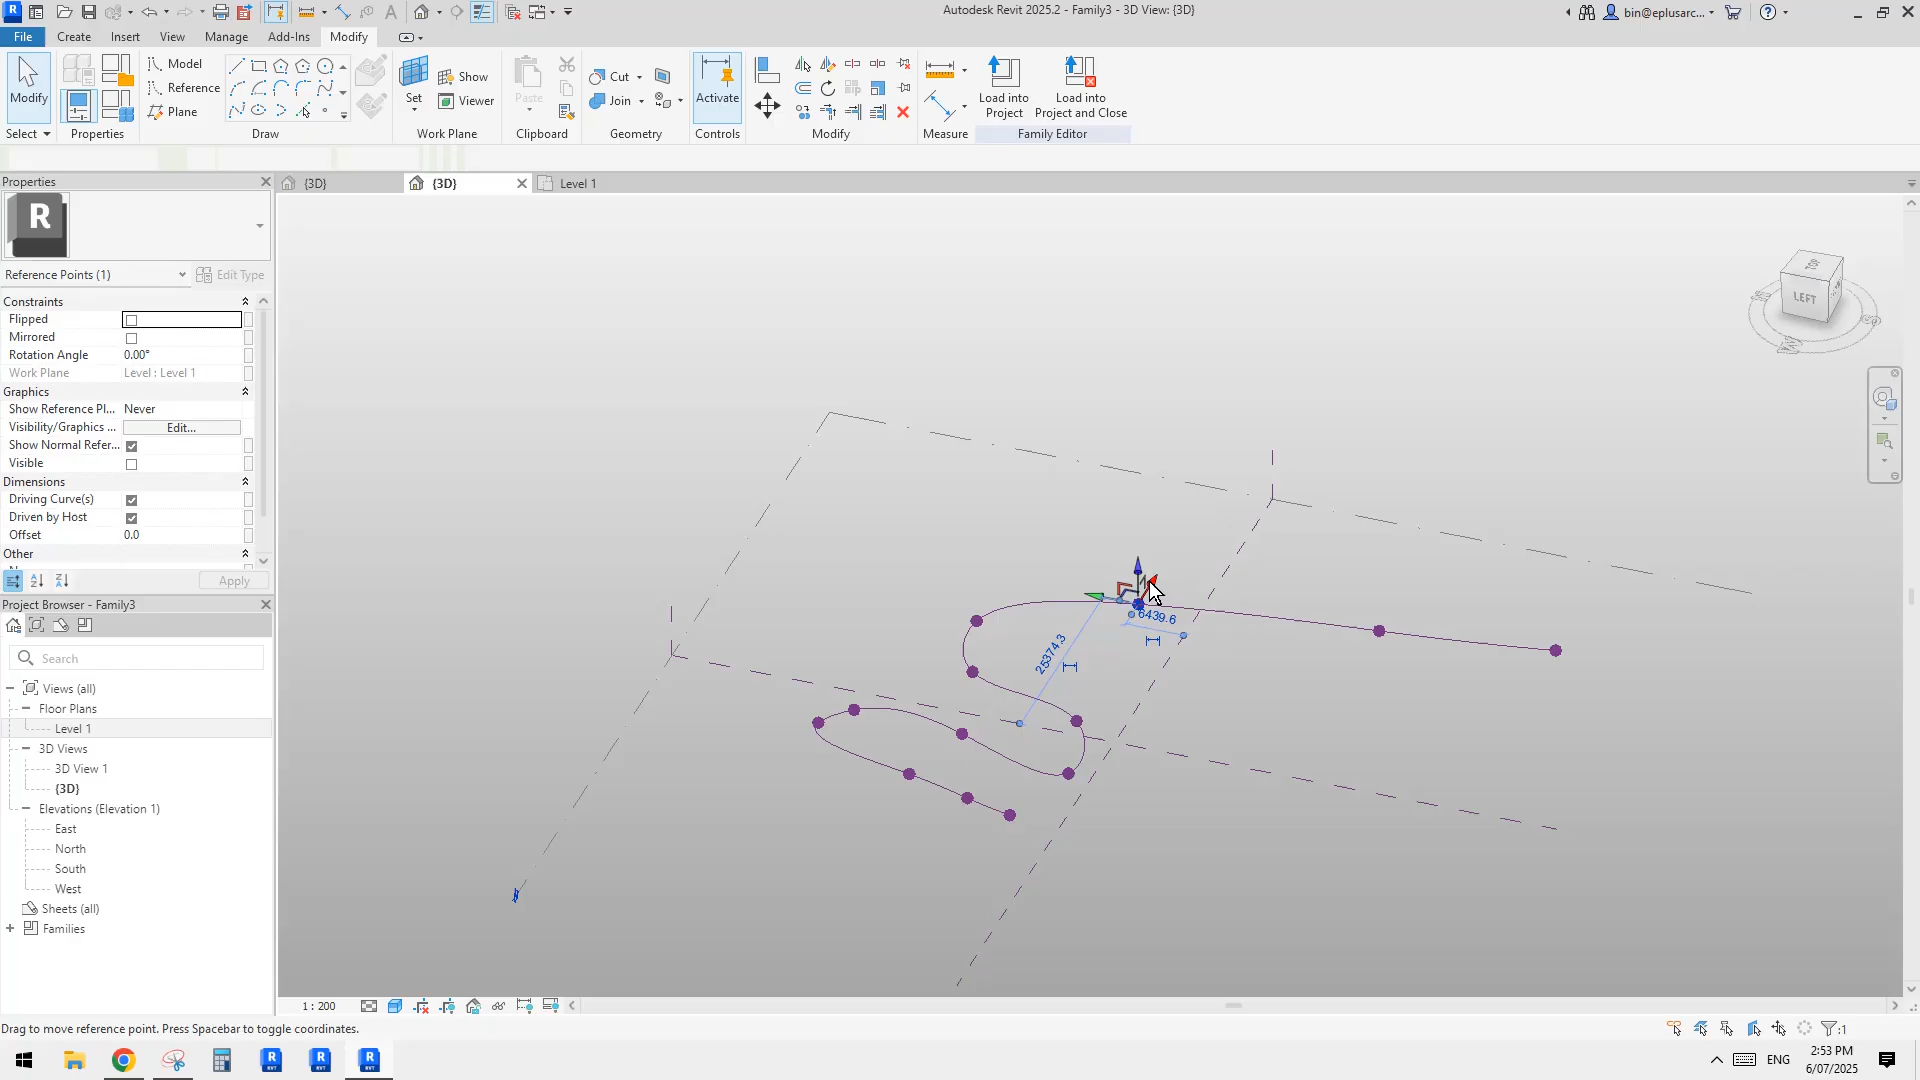 Autodesk Revit 2025.2 - Family3 - 3D View: {3D}
bin@eplusarc...
File
Create
Insert
View
Manage
Add-Ins
Modify
Modify
Select
Properties
Model
Reference
Plane
Draw
Set
Show
Viewer
Work Plane
Paste
Clipboard
Cut
Join
Geometry
Activate
Controls
Modify
Measure
Load into
Project
Load into
Project and Close
Family Editor
Properties
{3D}
{3D}
Level 1
R
Reference Points (1)
Edit Type
Constraints
Flipped
Mirrored
Rotation Angle 0.00°
Work Plane Level : Level 1
Graphics
Show Reference Pl... Never
Visibility/Graphics ... Edit...
Show Normal Refer...
Visible
Dimensions
Driving Curve(s)
Driven by Host
Offset 0.0
Other
Apply
Project Browser - Family3
Search
Views (all)
Floor Plans
Level 1
3D Views
3D View 1
{3D}
Elevations (Elevation 1)
East
North
South
West
Sheets (all)
Families
TOP
LEFT
6439.6
25374.3
1 : 200
Drag to move reference point. Press Spacebar to toggle coordinates.
:1
ENG
2:53 PM
6/07/2025